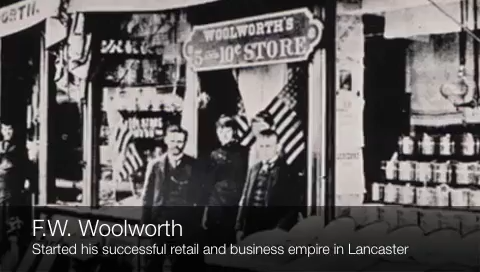 WOOLWORTH'S
5 AND 10¢ STORE
F.W. Woolworth
Started his successful retail and business empire in Lancaster